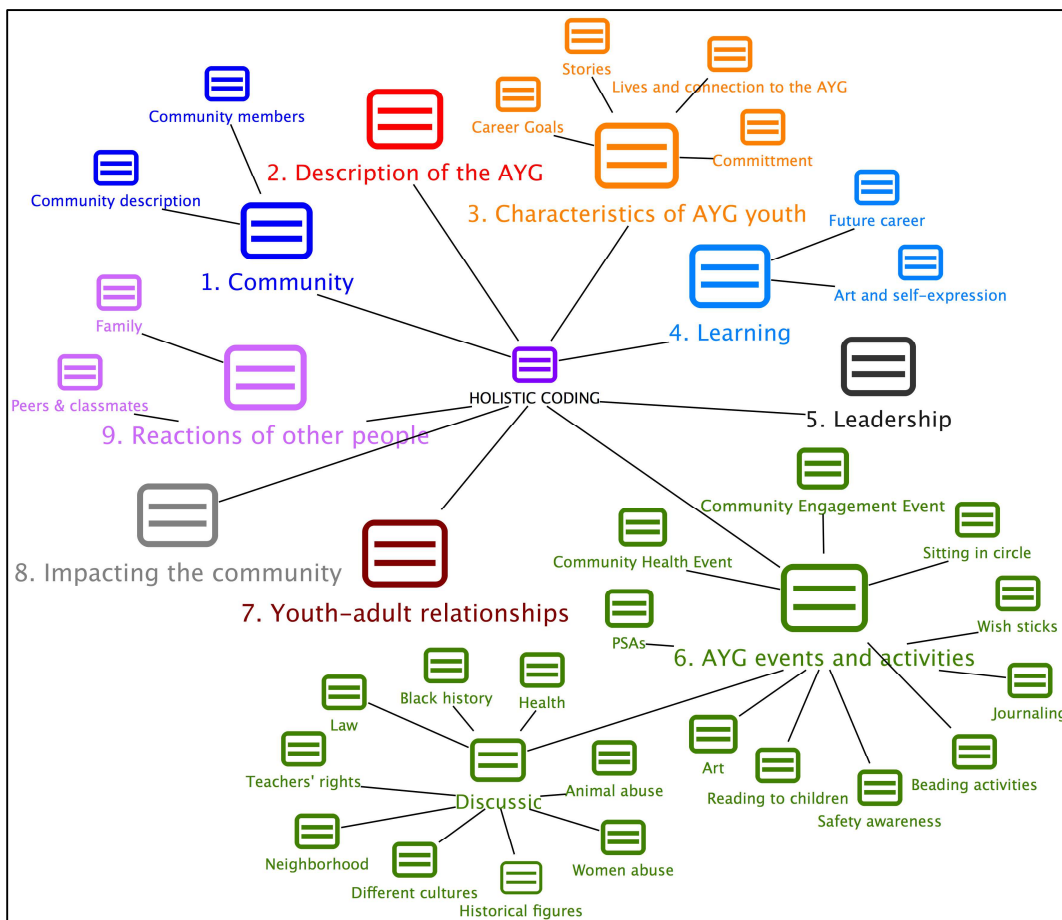 Stories
Lives and connection to the AYG
Community members
Career Goals
2. Description of the AYG
Committment
3. Characteristics of AYG youth
Community description
Future career
1. Community
Art and self-expression
Family
4. Learning
HOLISTIC CODING
Peers & classmates
5. Leadership
9. Reactions of other people
Community Engagement Event
Sitting in circle
Community Health Event
8. Impacting the community
7. Youth-adult relationships
Wish sticks
PSAs
6. AYG events and activities
Black history
Health
Journaling
Law
Art
Teachers' rights
Animal abuse
Beading activities
Reading to children
Discussic
Safety awareness
Neighborhood
Women abuse
Different cultures
Historical figures